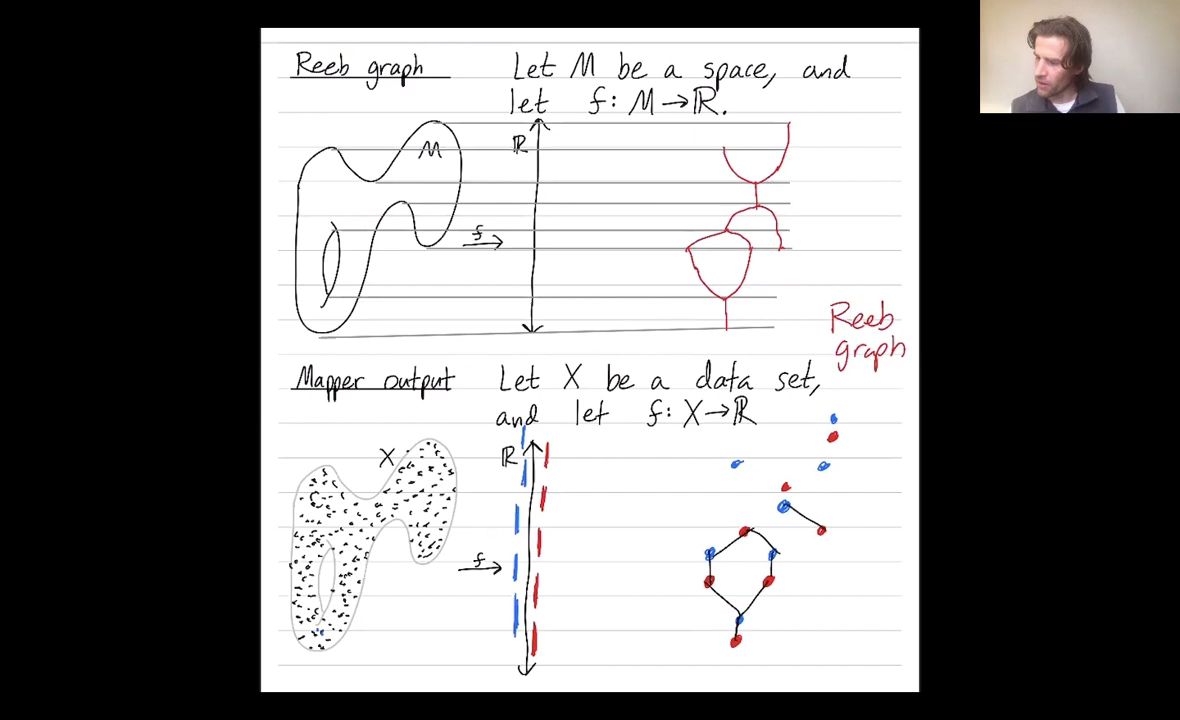 Reeb graph
Let M be a space, and
let f: M→ℝ.
M
ℝ
f
Reeb
graph
Mapper output
Let X be a data set,
and let f: X→ℝ
X
ℝ
f